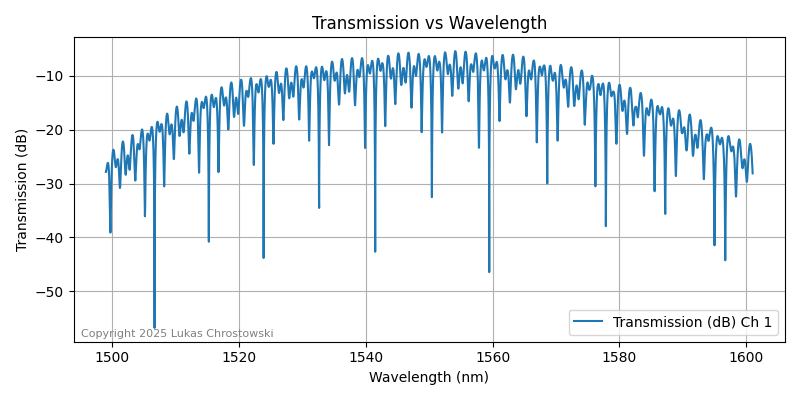 Transmission vs Wavelength
Transmission (dB)
−10
−20
−30
−40
−50
Copyright 2025 Lukas Chrostowski
Transmission (dB) Ch 1
1500 1520 1540 1560 1580 1600
Wavelength (nm)